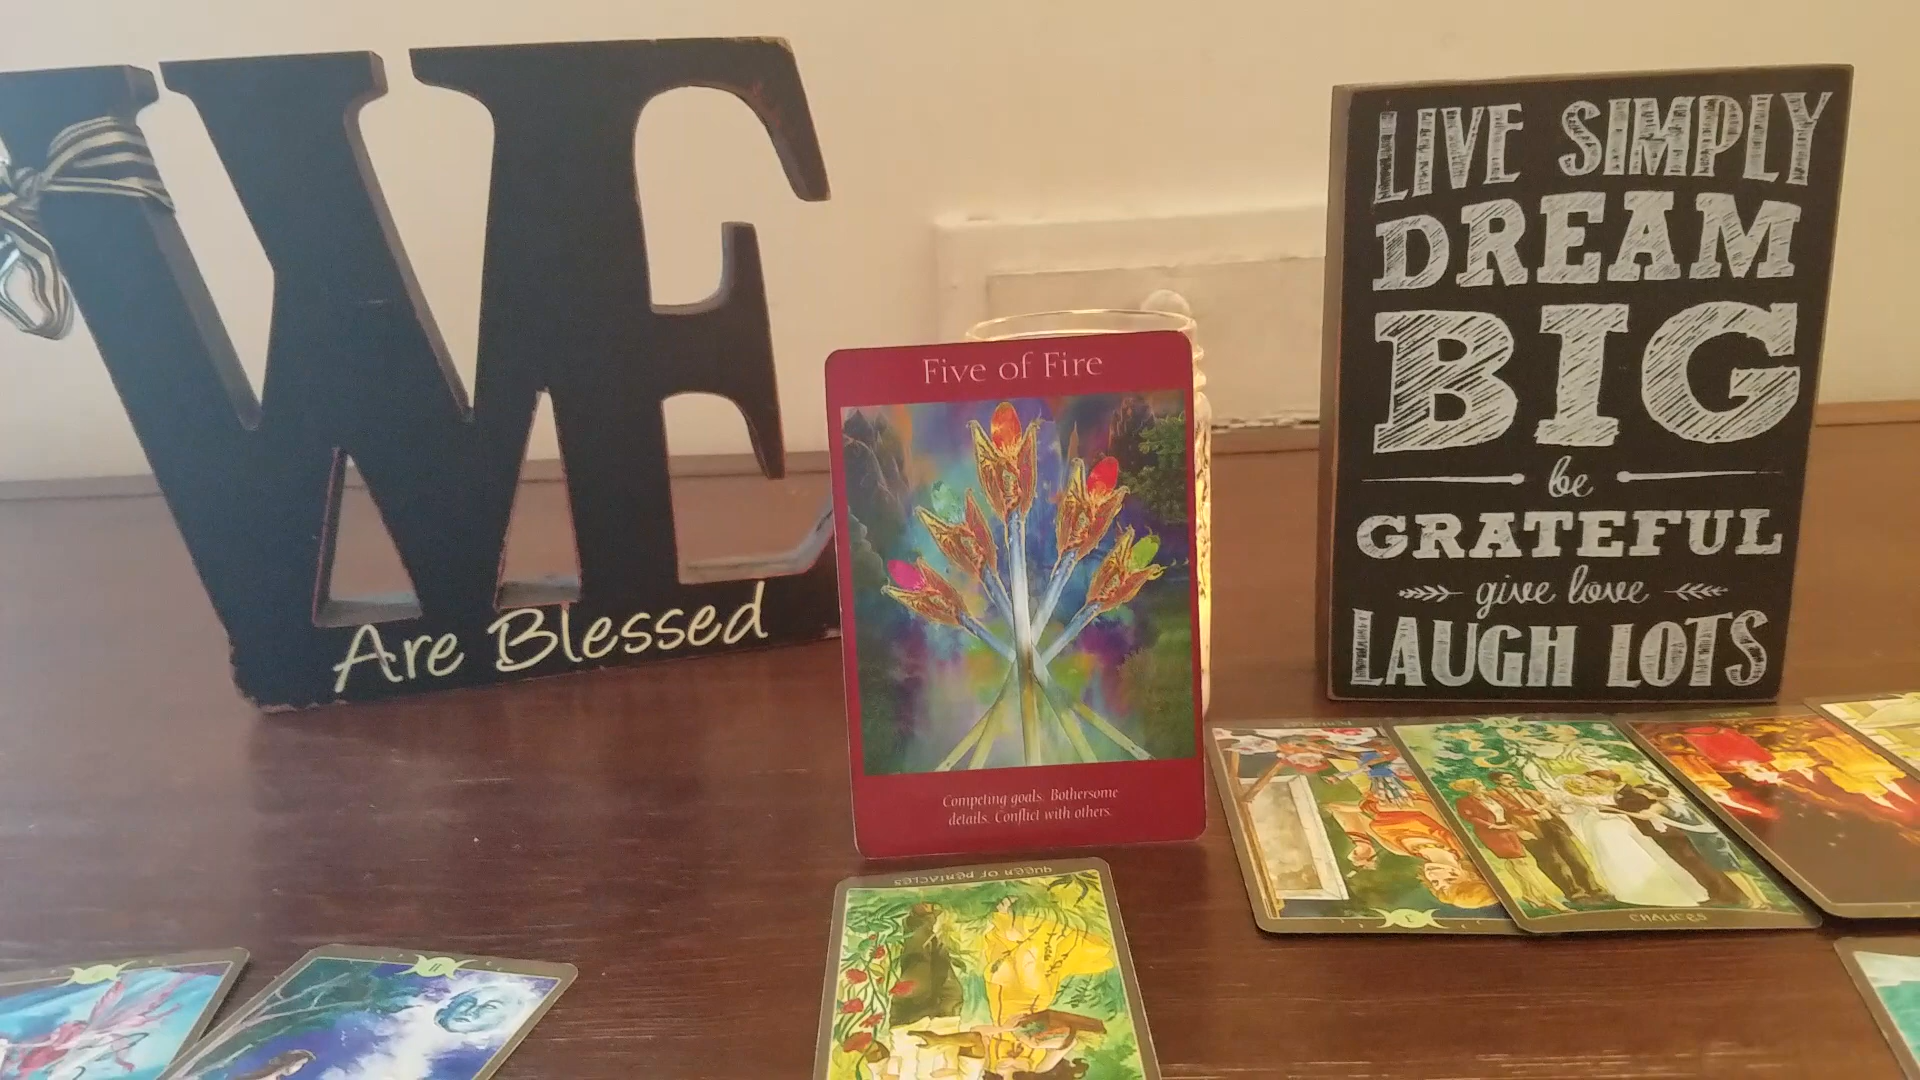 WE
Are Blessed
LIVE SIMPLY
DREAM
BIG
be
GRATEFUL
give love
LAUGH LOTS
Five of Fire
Competing goals. Bothersome
details. Conflict with others.
QUEEN OF PENTACLES
PENTACLES
CHALICES